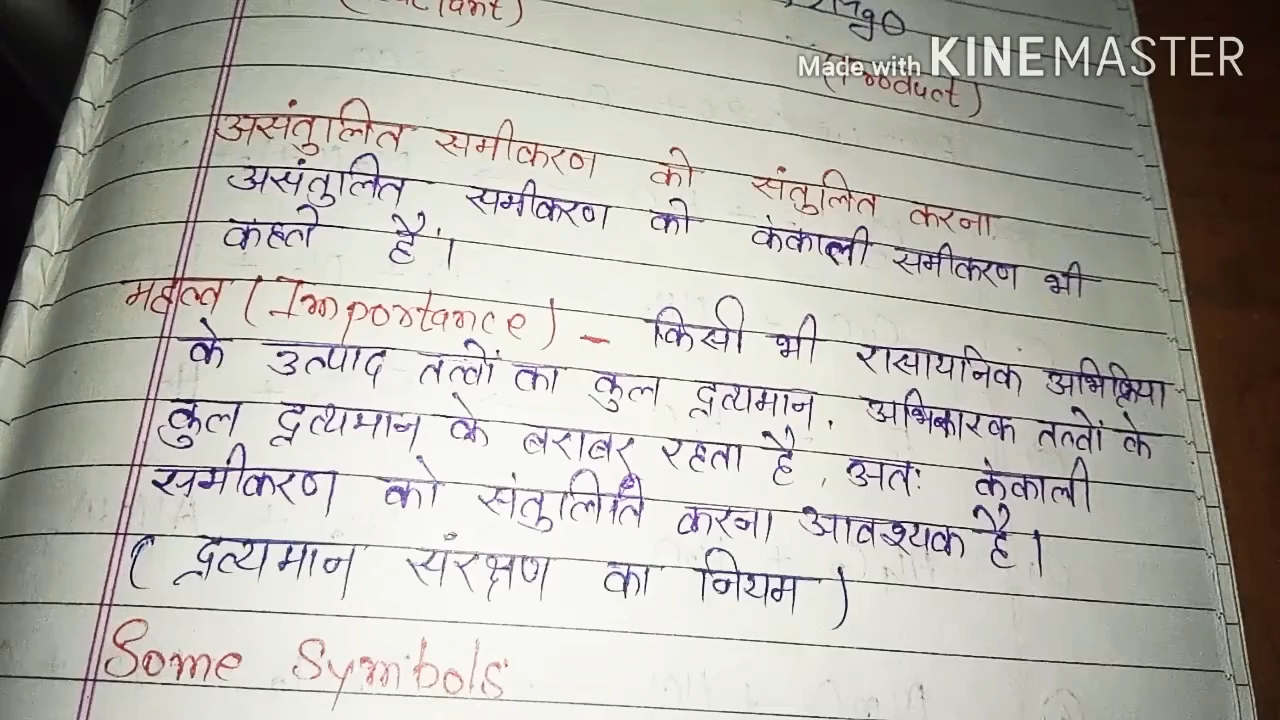 MgO
Made with KINEMASTER
(Product)
असंतुलित समीकरण को संतुलित करना
असंतुलित समीकरण को कंकाली समीकरण भी
कहते हैं।
महत्व (Importance) - किसी भी रासायनिक अभिक्रिया
के उत्पाद तत्वों का कुल द्रव्यमान, अभिकारक तत्वों के
कुल द्रव्यमान के बराबर रहता है, अतः कंकाली
समीकरण को संतुलित करना आवश्यक है।
(द्रव्यमान संरक्षण का नियम)
Some Symbols